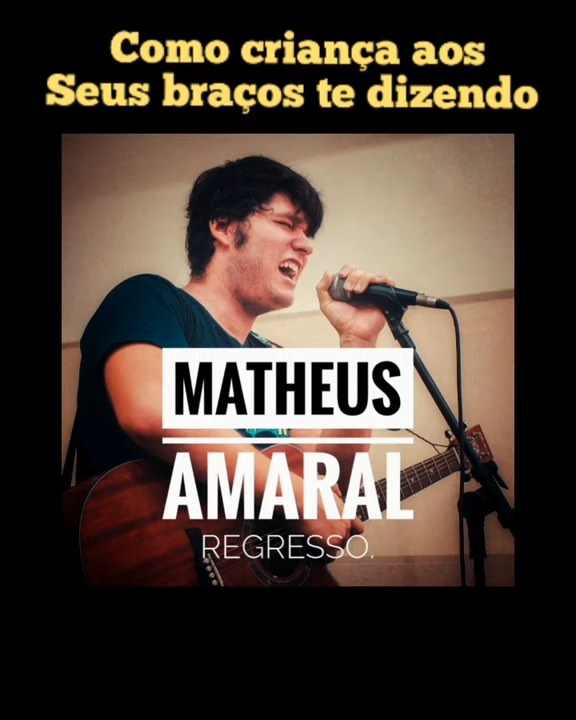 Como criança aos
Seus braços te dizendo
MATHEUS
AMARAL
REGRESSO.